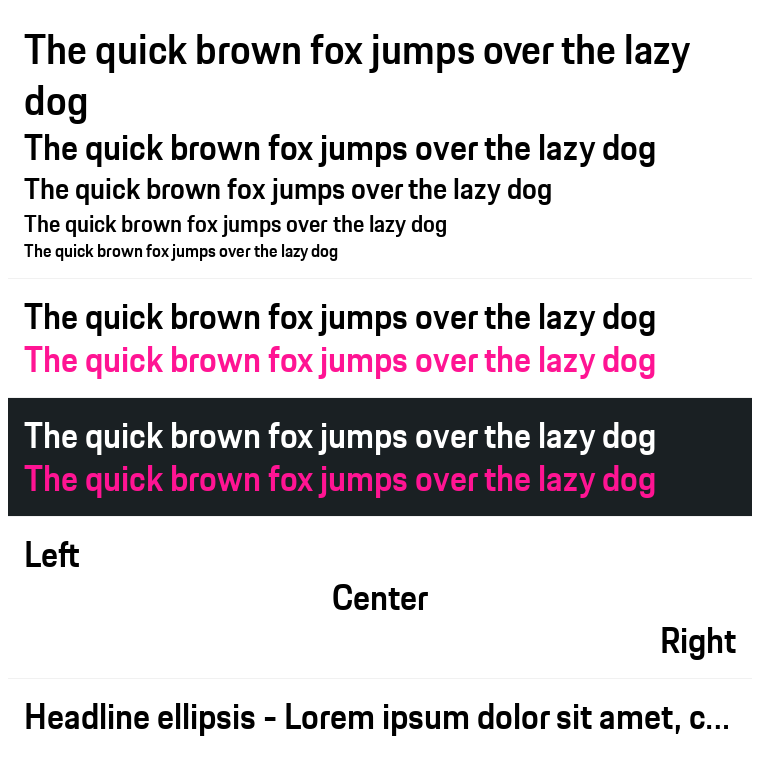 The quick brown fox jumps over the lazy
dog
The quick brown fox jumps over the lazy dog
The quick brown fox jumps over the lazy dog
The quick brown fox jumps over the lazy dog
The quick brown fox jumps over the lazy dog
The quick brown fox jumps over the lazy dog
The quick brown fox jumps over the lazy dog
The quick brown fox jumps over the lazy dog
The quick brown fox jumps over the lazy dog
Left
Center
Right
Headline ellipsis - Lorem ipsum dolor sit amet, c...